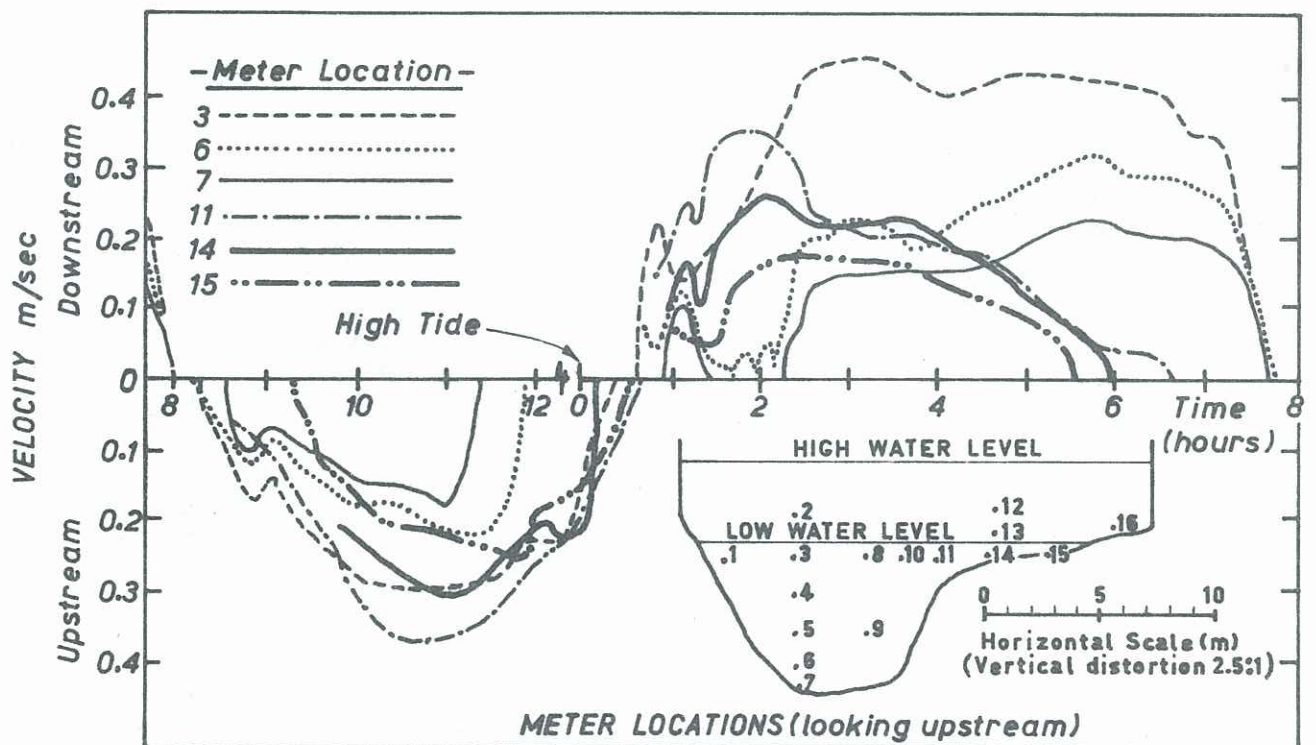 -Meter Location-
3
6
7
11
14
15
High Tide
VELOCITY m/sec
Downstream
Upstream
0.4
0.3
0.2
0.1
0
0.1
0.2
0.3
0.4
8 10 12 0 2 4 6 Time 8
(hours)
HIGH WATER LEVEL
.2 .12
LOW WATER LEVEL .13 .16
.1 .3 .8 .10 .11 .14 .15
.4
.5 .9
.6
.7
0 5 10
Horizontal Scale(m)
(Vertical distortion 2.5:1)
METER LOCATIONS (looking upstream)